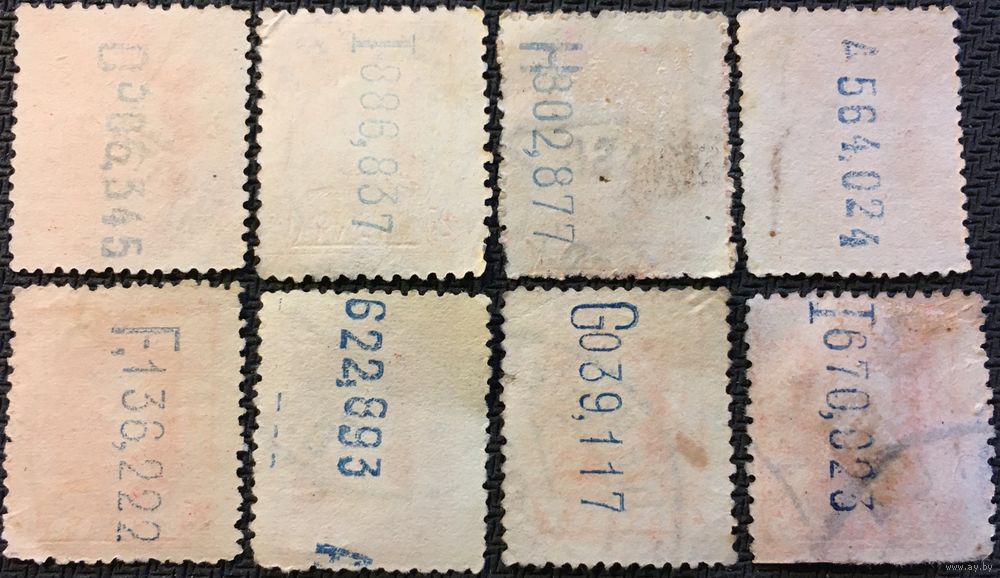 I886,837
H302,877
A564,024
F,136,222
622,893
A
G039,117
I670,823
www.ay.by